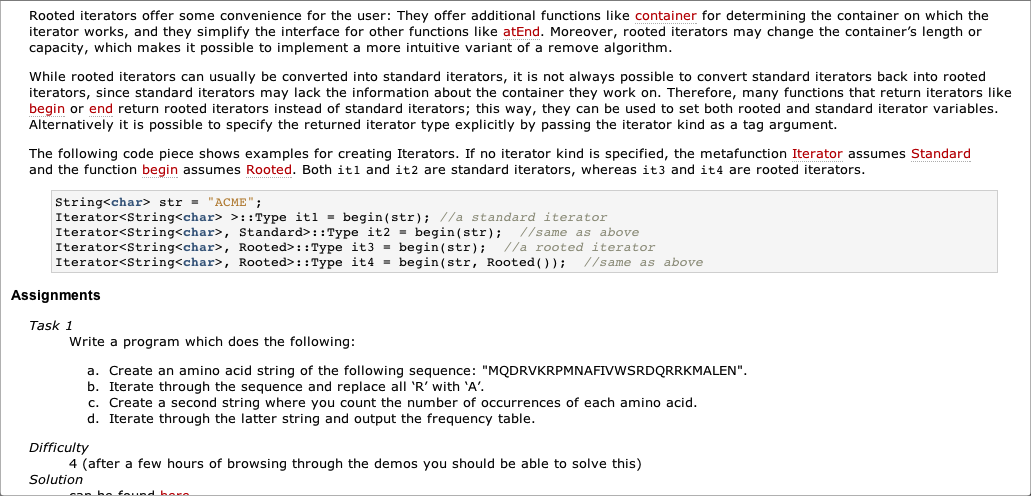 Rooted iterators offer some convenience for the user: They offer additional functions like container for determining the container on which the
iterator works, and they simplify the interface for other functions like atEnd. Moreover, rooted iterators may change the container’s length or
capacity, which makes it possible to implement a more intuitive variant of a remove algorithm.
While rooted iterators can usually be converted into standard iterators, it is not always possible to convert standard iterators back into rooted
iterators, since standard iterators may lack the information about the container they work on. Therefore, many functions that return iterators like
begin or end return rooted iterators instead of standard iterators; this way, they can be used to set both rooted and standard iterator variables.
Alternatively it is possible to specify the returned iterator type explicitly by passing the iterator kind as a tag argument.
The following code piece shows examples for creating Iterators. If no iterator kind is specified, the metafunction Iterator assumes Standard
and the function begin assumes Rooted. Both it1 and it2 are standard iterators, whereas it3 and it4 are rooted iterators.
String<char> str = "ACME";
Iterator<String<char> >::Type it1 = begin(str); //a standard iterator
Iterator<String<char>, Standard>::Type it2 = begin(str);  //same as above
Iterator<String<char>, Rooted>::Type it3 = begin(str);  //a rooted iterator
Iterator<String<char>, Rooted>::Type it4 = begin(str, Rooted());  //same as above
Assignments
Task 1
Write a program which does the following:
a. Create an amino acid string of the following sequence: "MQDRVKRPMNAFIVWSRDQRRKMALEN".
b. Iterate through the sequence and replace all ‘R’ with ‘A’.
c. Create a second string where you count the number of occurrences of each amino acid.
d. Iterate through the latter string and output the frequency table.
Difficulty
4 (after a few hours of browsing through the demos you should be able to solve this)
Solution
can be found here